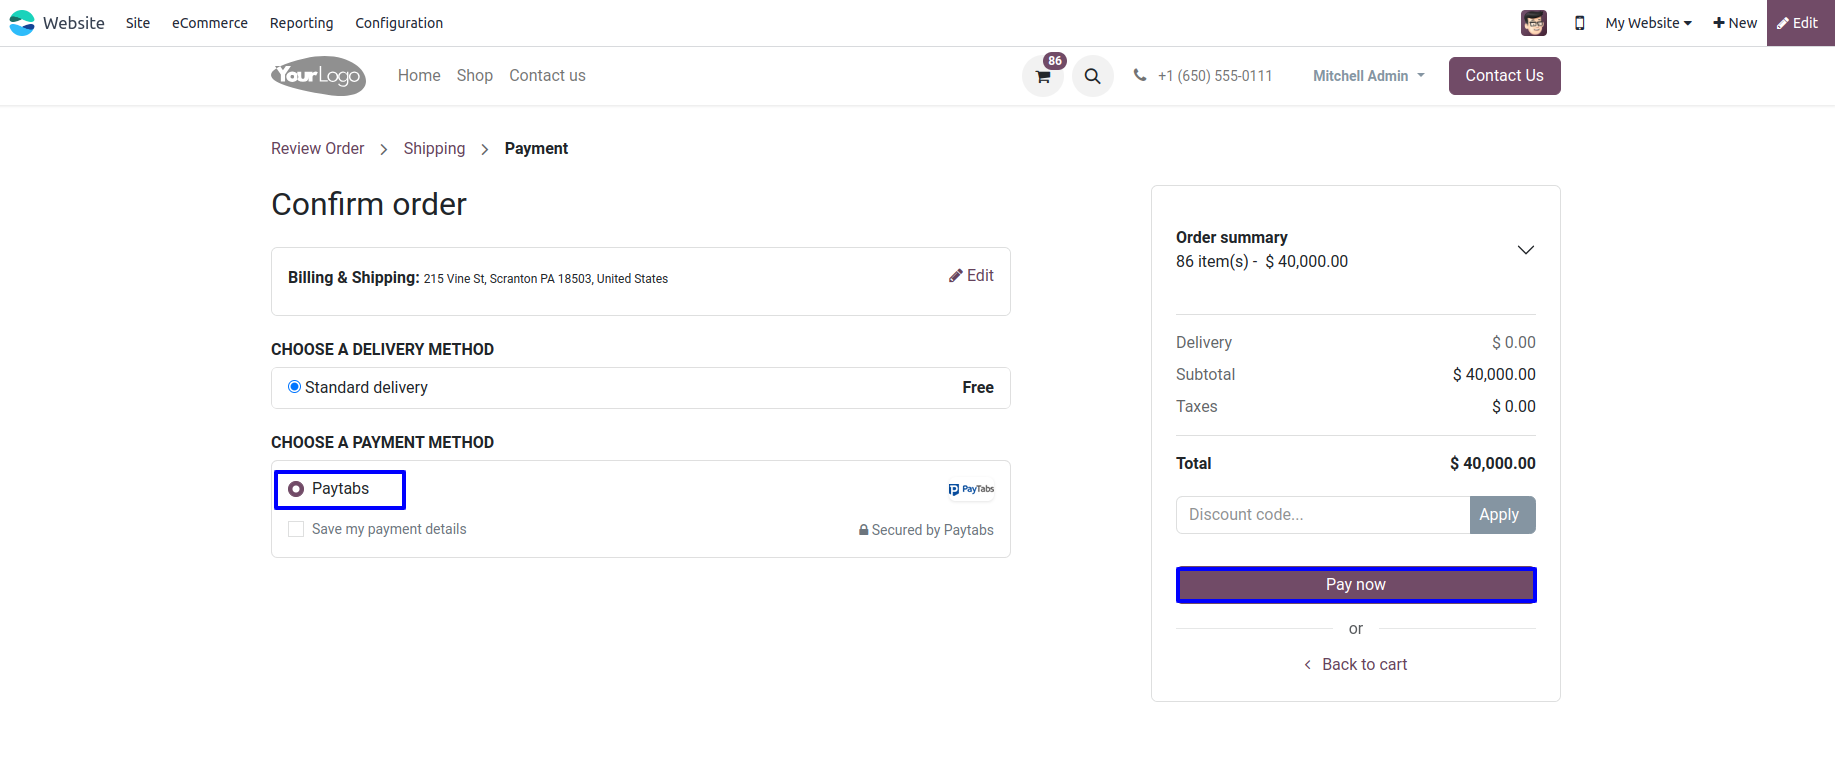 Website Site eCommerce Reporting Configuration My Website New Edit
YourLogo Home Shop Contact us 86 +1 (650) 555-0111 Mitchell Admin Contact Us
Review Order > Shipping > Payment
Confirm order
Billing & Shipping: 215 Vine St, Scranton PA 18503, United States Edit
CHOOSE A DELIVERY METHOD
Standard delivery Free
CHOOSE A PAYMENT METHOD
Paytabs PayTabs
Save my payment details Secured by Paytabs
Order summary
86 item(s) - $ 40,000.00
Delivery $ 0.00
Subtotal $ 40,000.00
Taxes $ 0.00
Total $ 40,000.00
Discount code... Apply
Pay now
or
< Back to cart